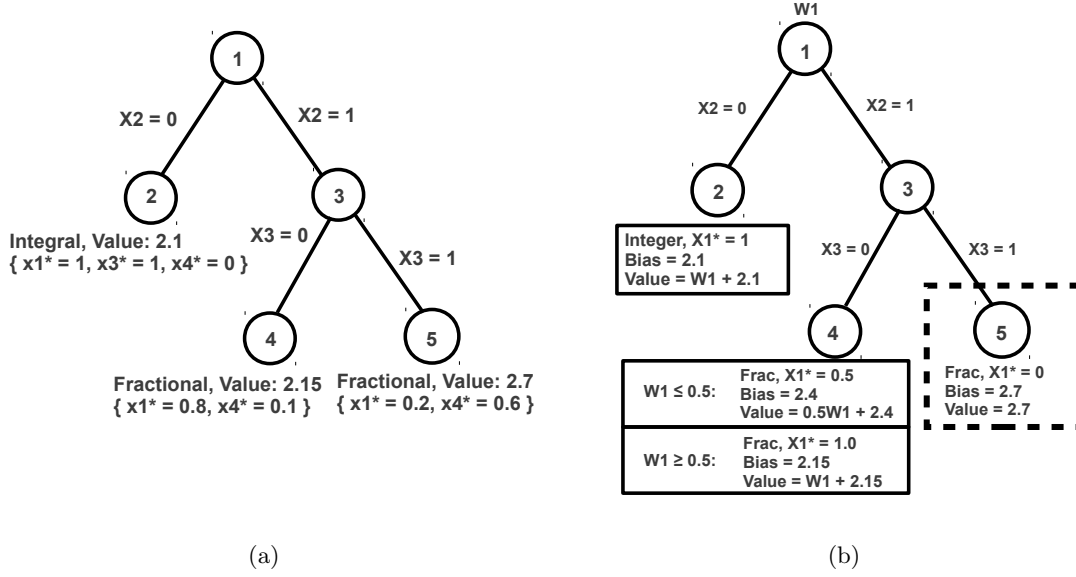 1
X2 = 0
X2 = 1
2
3
Integral, Value: 2.1
{ x1* = 1, x3* = 1, x4* = 0 }
X3 = 0
X3 = 1
4
5
Fractional, Value: 2.15
{ x1* = 0.8, x4* = 0.1 }
Fractional, Value: 2.7
{ x1* = 0.2, x4* = 0.6 }
(a)
W1
1
X2 = 0
X2 = 1
2
3
Integer, X1* = 1
Bias = 2.1
Value = W1 + 2.1
X3 = 0
X3 = 1
4
5
Frac, X1* = 0
Bias = 2.7
Value = 2.7
W1 ≤ 0.5:
Frac, X1* = 0.5
Bias = 2.4
Value = 0.5W1 + 2.4
W1 ≥ 0.5:
Frac, X1* = 1.0
Bias = 2.15
Value = W1 + 2.15
(b)